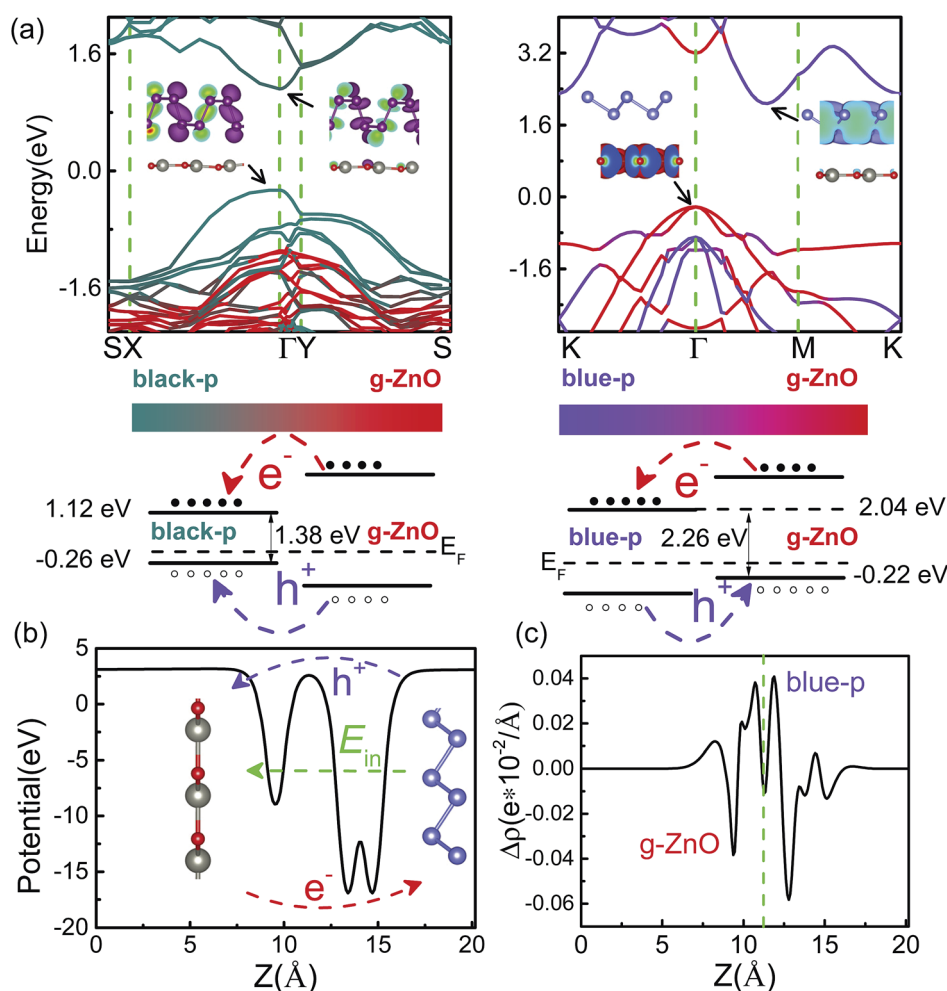 (a)
Energy(eV)
1.6
0.0
-1.6
S X Γ Y S
3.2
1.6
0.0
-1.6
K Γ M K
black-p g-ZnO
blue-p g-ZnO
e⁻
1.12 eV
black-p 1.38 eV g-ZnO
-0.26 eV
E_F
h⁺
e⁻
2.04 eV
blue-p 2.26 eV g-ZnO
E_F
-0.22 eV
h⁺
(b)
Potential(eV)
5
0
-5
-10
-15
-20
h⁺
E_in
e⁻
0 5 10 15 20
Z(Å)
(c)
Δρ(e*10⁻²/Å)
0.04
0.02
0.00
-0.02
-0.04
-0.06
blue-p
g-ZnO
0 5 10 15 20
Z(Å)